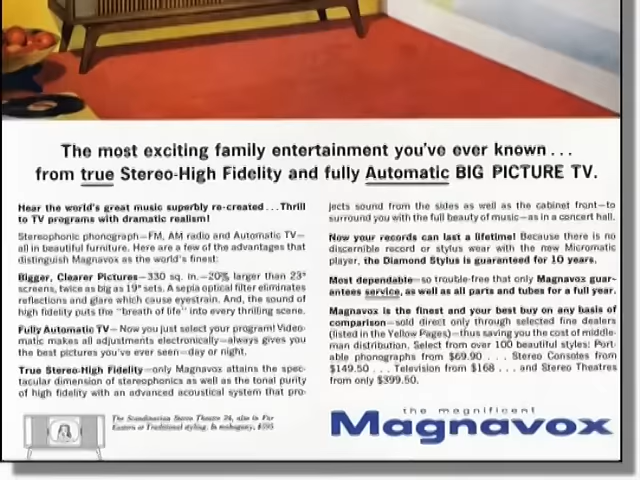 The most exciting family entertainment you've ever known . . .
from true Stereo-High Fidelity and fully Automatic BIG PICTURE TV.
Hear the world's great music superbly re-created . . . Thrill
to TV programs with dramatic realism!
Stereophonic phonograph—FM, AM radio and Automatic TV—
all in beautiful furniture. Here are a few of the advantages that
distinguish Magnavox as the world's finest:
Bigger, Clearer Pictures—330 sq. in.—20% larger than 23"
screens, twice as big as 19" sets. A sepia optical filter eliminates
reflections and glare which cause eyestrain. And, the sound of
high fidelity puts the "breath of life" into every thrilling scene.
Fully Automatic TV— Now you just select your program! Video-
matic makes all adjustments electronically—always gives you
the best pictures you've ever seen—day or night.
True Stereo-High Fidelity—only Magnavox attains the spec-
tacular dimension of stereophonics as well as the tonal purity
of high fidelity with an advanced acoustical system that pro-
jects sound from the sides as well as the cabinet front—to
surround you with the full beauty of music—as in a concert hall.
Now your records can last a lifetime! Because there is no
discernible record or stylus wear with the new Micromatic
player, the Diamond Stylus is guaranteed for 10 years.
Most dependable—so trouble-free that only Magnavox guar-
antees service, as well as all parts and tubes for a full year.
Magnavox is the finest and your best buy on any basis of
comparison—sold direct only through selected fine dealers
(listed in the Yellow Pages)—thus saving you the cost of middle-
man distribution. Select from over 100 beautiful styles: Port-
able phonographs from $69.90 . . . Stereo Consoles from
$149.50 . . . Television from $168 . . . and Stereo Theatres
from only $399.50.
The Scandinavian Stereo Theatre 24, also in Far
Eastern or Traditional styling. In mahogany, $595
the magnificent
Magnavox